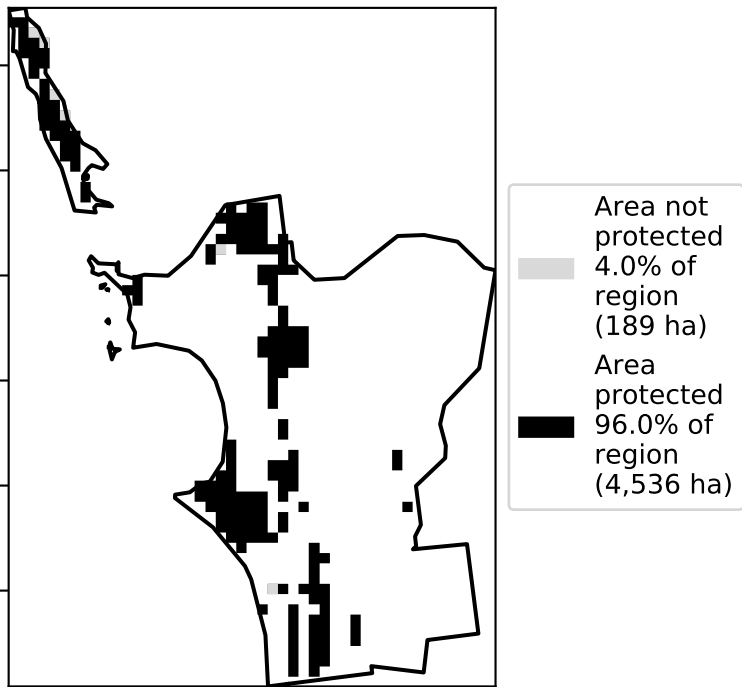 Area not
protected
4.0% of
region
(189 ha)
Area
protected
96.0% of
region
(4,536 ha)